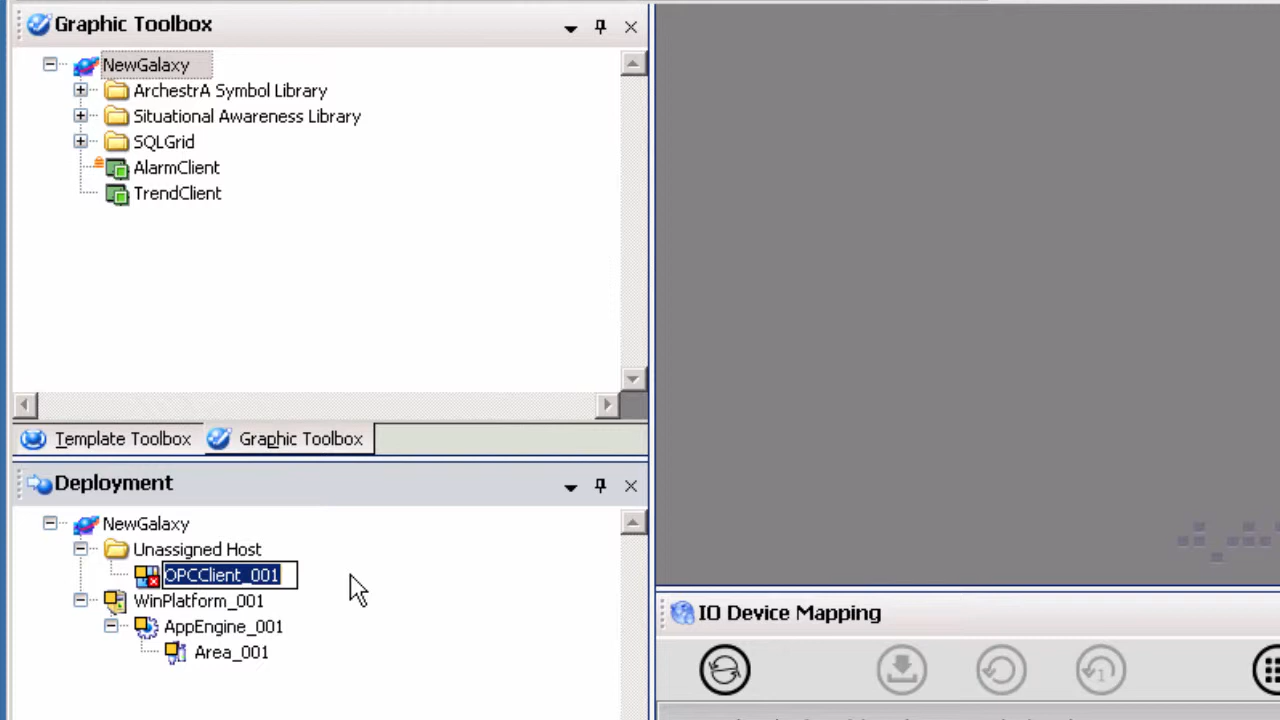 Graphic Toolbox
NewGalaxy
ArchestrA Symbol Library
Situational Awareness Library
SQLGrid
AlarmClient
TrendClient
Template Toolbox
Graphic Toolbox
Deployment
NewGalaxy
Unassigned Host
OPCClient_001
WinPlatform_001
AppEngine_001
Area_001
IO Device Mapping
1